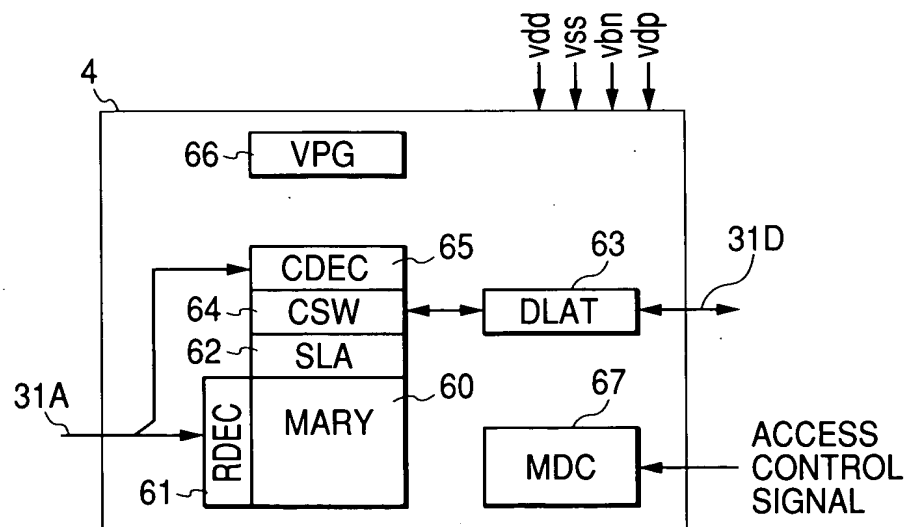 vdd
vss
vbn
vdp
4
66
VPG
65
CDEC
63
31D
64
CSW
DLAT
62
SLA
31A
60
67
RDEC
MARY
MDC
ACCESS
CONTROL
SIGNAL
61